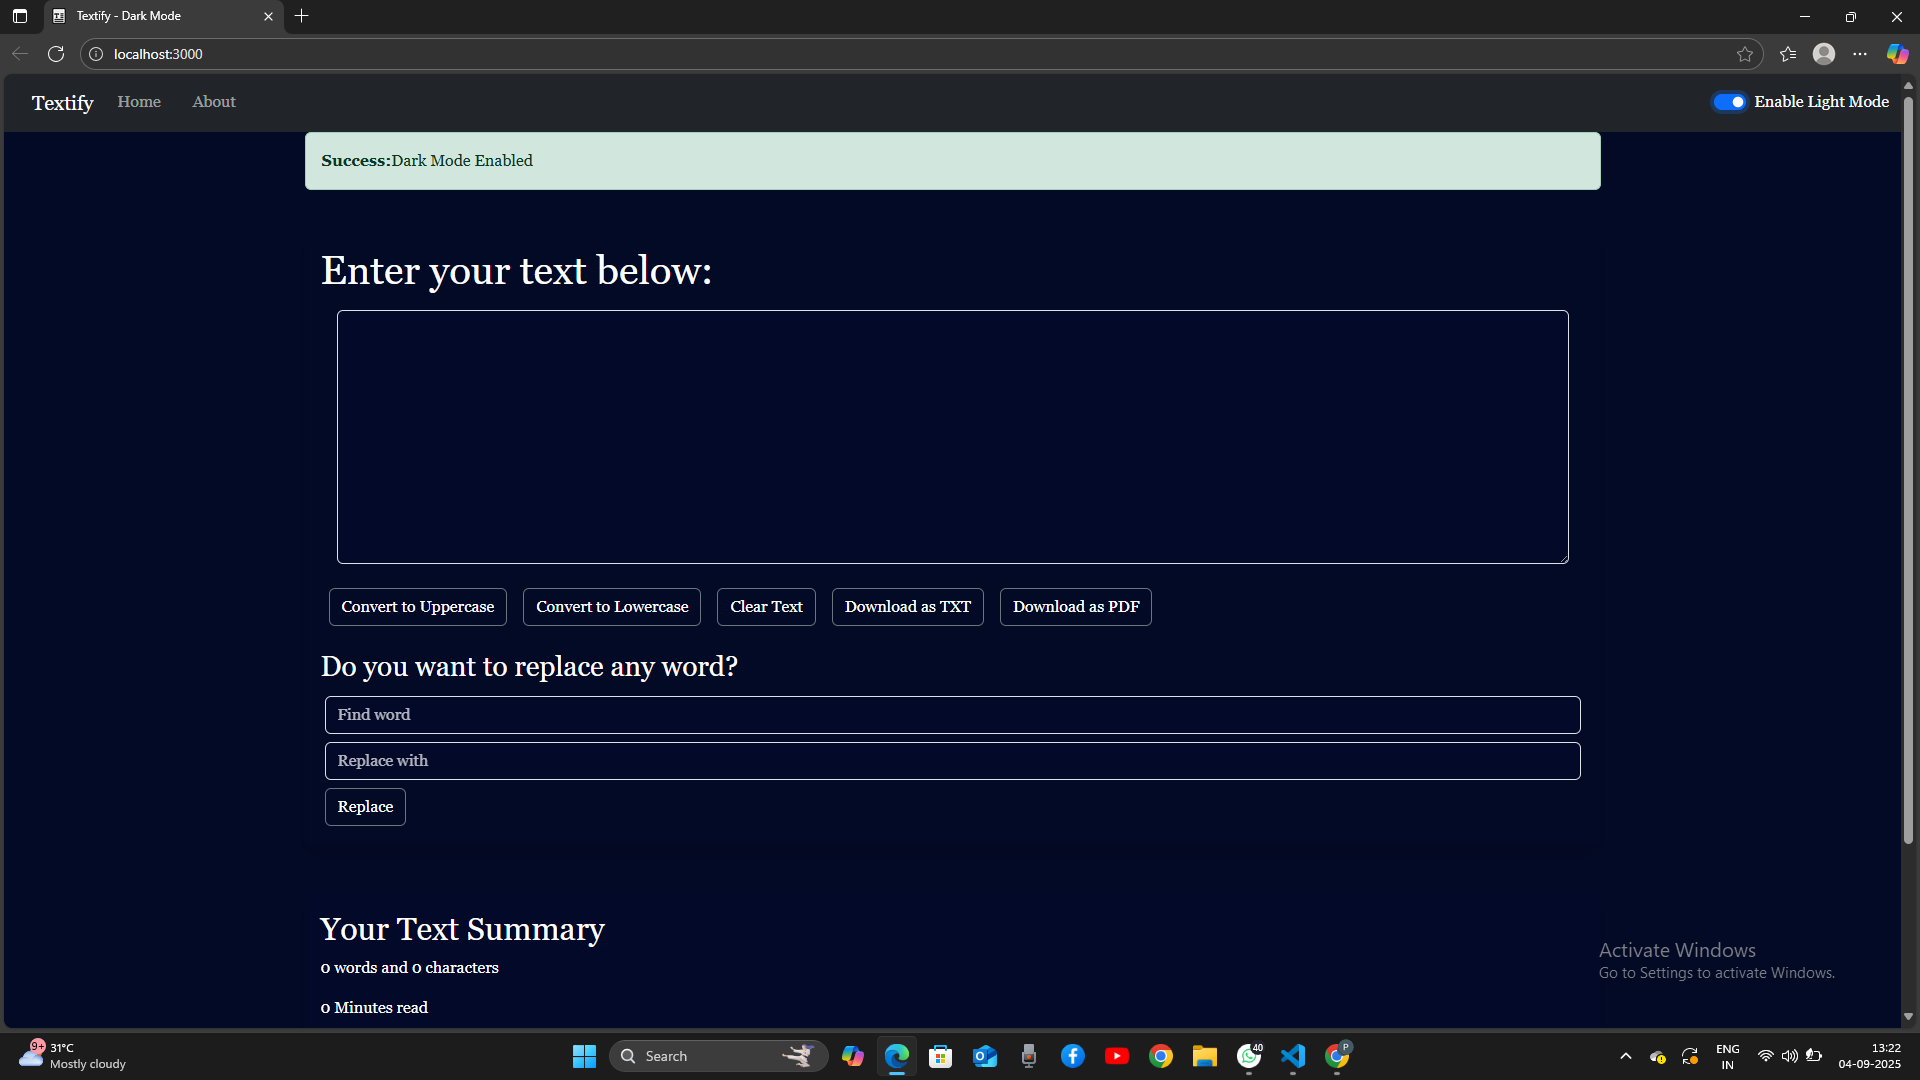 Textify - Dark Mode
localhost:3000
Textify Home About Enable Light Mode
Success:Dark Mode Enabled
Enter your text below:
Convert to Uppercase Convert to Lowercase Clear Text Download as TXT Download as PDF
Do you want to replace any word?
Find word
Replace with
Replace
Your Text Summary
0 words and 0 characters
0 Minutes read
Activate Windows
Go to Settings to activate Windows.
9+
31°C
Mostly cloudy
Search
40
P
ENG
IN
13:22
04-09-2025